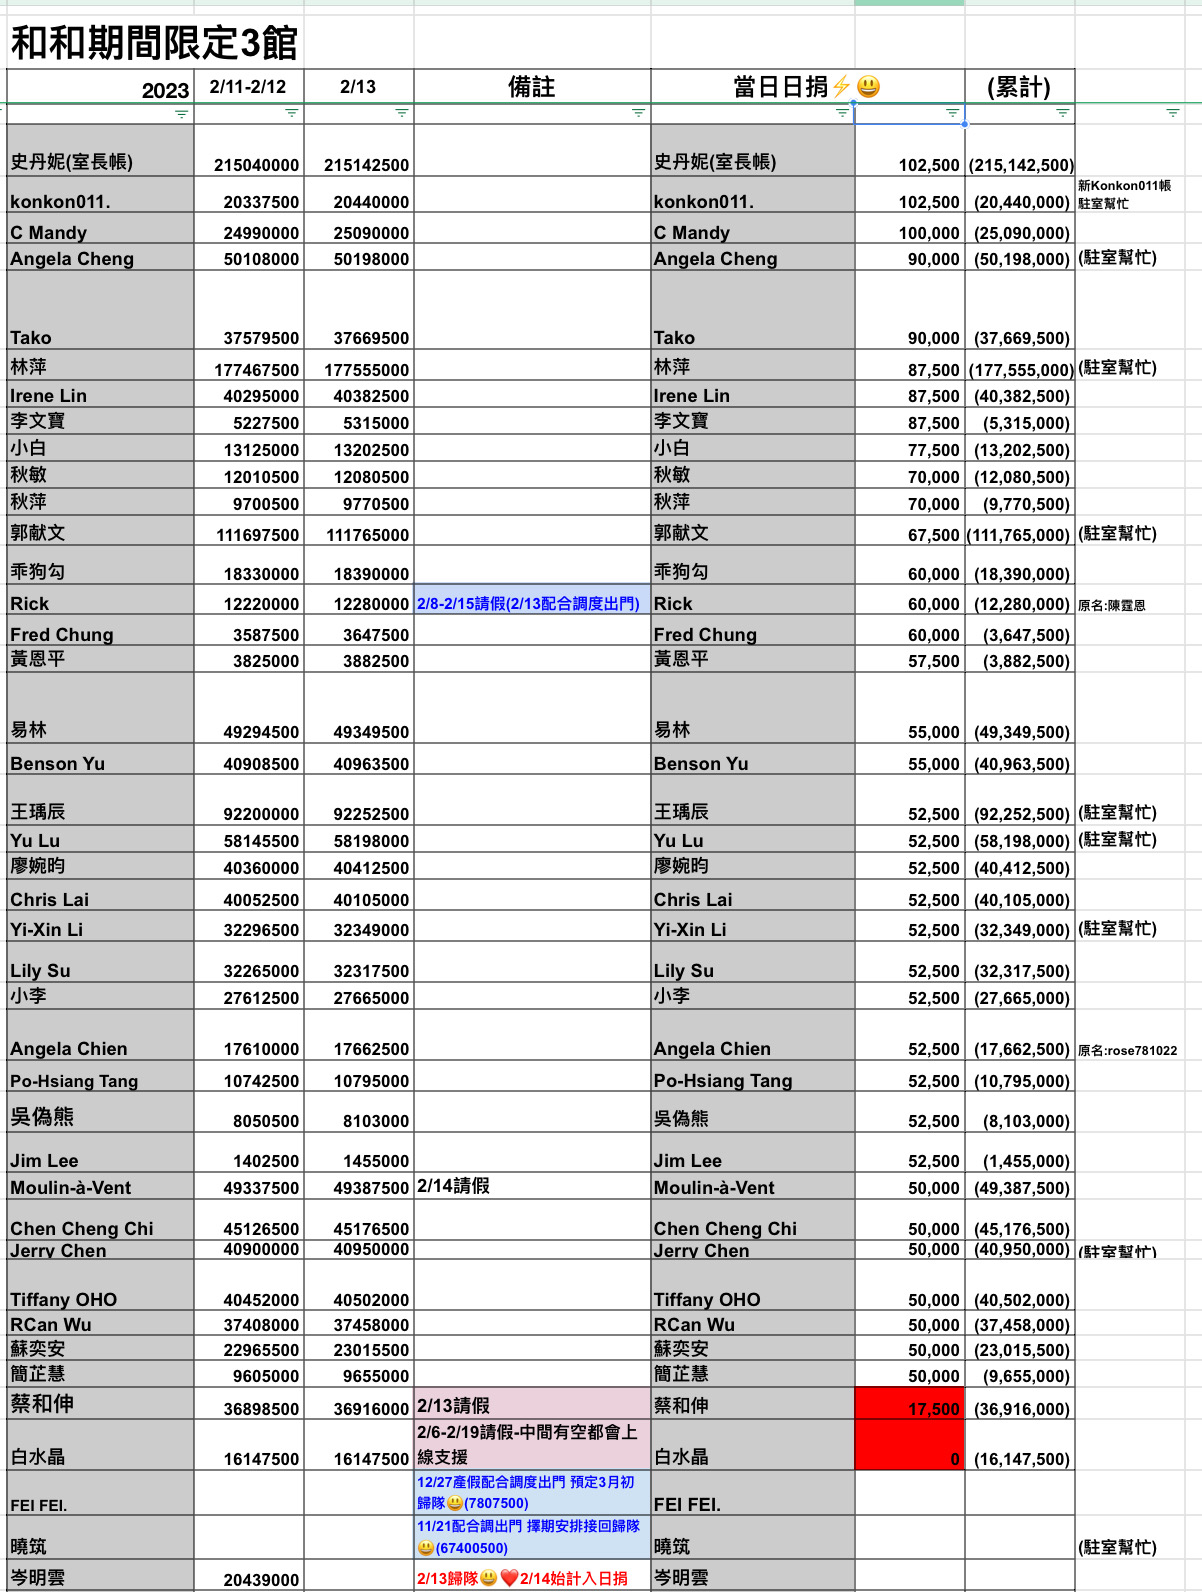 和和期間限定3館
2023 2/11-2/12 2/13 備註 當日日捐⚡😃 (累計)
史丹妮(室長帳) 215040000 215142500 史丹妮(室長帳) 102,500 (215,142,500)
新Konkon011帳
konkon011. 20337500 20440000 konkon011. 102,500 (20,440,000) 駐室幫忙
C Mandy 24990000 25090000 C Mandy 100,000 (25,090,000)
Angela Cheng 50108000 50198000 Angela Cheng 90,000 (50,198,000) (駐室幫忙)
Tako 37579500 37669500 Tako 90,000 (37,669,500)
林萍 177467500 177555000 林萍 87,500 (177,555,000) (駐室幫忙)
Irene Lin 40295000 40382500 Irene Lin 87,500 (40,382,500)
李文寶 5227500 5315000 李文寶 87,500 (5,315,000)
小白 13125000 13202500 小白 77,500 (13,202,500)
秋敏 12010500 12080500 秋敏 70,000 (12,080,500)
秋萍 9700500 9770500 秋萍 70,000 (9,770,500)
郭献文 111697500 111765000 郭献文 67,500 (111,765,000) (駐室幫忙)
乖狗勾 18330000 18390000 乖狗勾 60,000 (18,390,000)
Rick 12220000 12280000 2/8-2/15請假(2/13配合調度出門) Rick 60,000 (12,280,000) 原名:陳霆恩
Fred Chung 3587500 3647500 Fred Chung 60,000 (3,647,500)
黃恩平 3825000 3882500 黃恩平 57,500 (3,882,500)
易林 49294500 49349500 易林 55,000 (49,349,500)
Benson Yu 40908500 40963500 Benson Yu 55,000 (40,963,500)
王瑀辰 92200000 92252500 王瑀辰 52,500 (92,252,500) (駐室幫忙)
Yu Lu 58145500 58198000 Yu Lu 52,500 (58,198,000) (駐室幫忙)
廖婉昀 40360000 40412500 廖婉昀 52,500 (40,412,500)
Chris Lai 40052500 40105000 Chris Lai 52,500 (40,105,000)
Yi-Xin Li 32296500 32349000 Yi-Xin Li 52,500 (32,349,000) (駐室幫忙)
Lily Su 32265000 32317500 Lily Su 52,500 (32,317,500)
小李 27612500 27665000 小李 52,500 (27,665,000)
Angela Chien 17610000 17662500 Angela Chien 52,500 (17,662,500) 原名:rose781022
Po-Hsiang Tang 10742500 10795000 Po-Hsiang Tang 52,500 (10,795,000)
吳偽熊 8050500 8103000 吳偽熊 52,500 (8,103,000)
Jim Lee 1402500 1455000 Jim Lee 52,500 (1,455,000)
Moulin-à-Vent 49337500 49387500 2/14請假 Moulin-à-Vent 50,000 (49,387,500)
Chen Cheng Chi 45126500 45176500 Chen Cheng Chi 50,000 (45,176,500)
Jerry Chen 40900000 40950000 Jerry Chen 50,000 (40,950,000) (駐室幫忙)
Tiffany OHO 40452000 40502000 Tiffany OHO 50,000 (40,502,000)
RCan Wu 37408000 37458000 RCan Wu 50,000 (37,458,000)
蘇奕安 22965500 23015500 蘇奕安 50,000 (23,015,500)
簡芷慧 9605000 9655000 簡芷慧 50,000 (9,655,000)
蔡和伸 36898500 36916000 2/13請假 蔡和伸 17,500 (36,916,000)
2/6-2/19請假-中間有空都會上
白水晶 16147500 16147500 線支援 白水晶 0 (16,147,500)
12/27產假配合調度出門 預定3月初
FEI FEI. 歸隊😃(7807500) FEI FEI.
11/21配合調出門 擇期安排接回歸隊
曉筑 😃(67400500) 曉筑 (駐室幫忙)
岑明雲 20439000 2/13歸隊😃❤️2/14始計入日捐 岑明雲